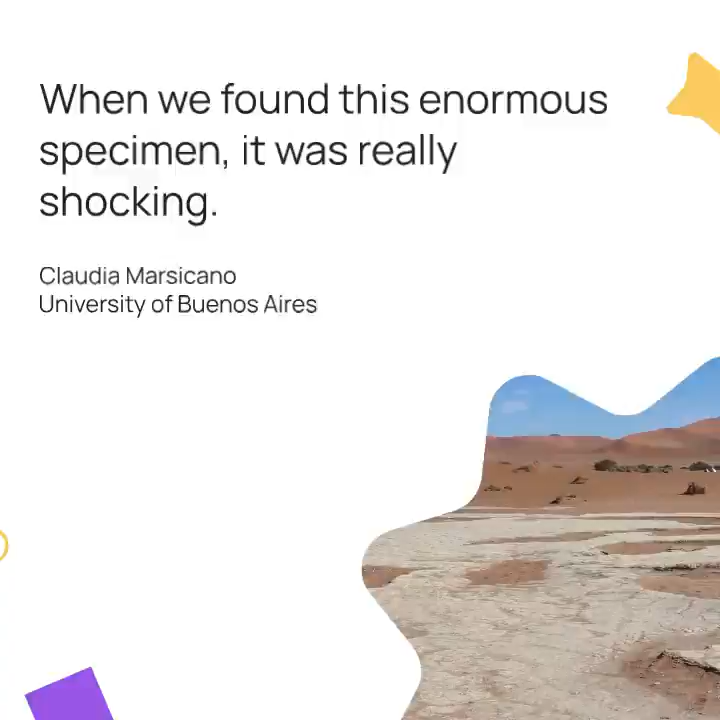 When we found this enormous
specimen, it was really
shocking.
Claudia Marsicano
University of Buenos Aires